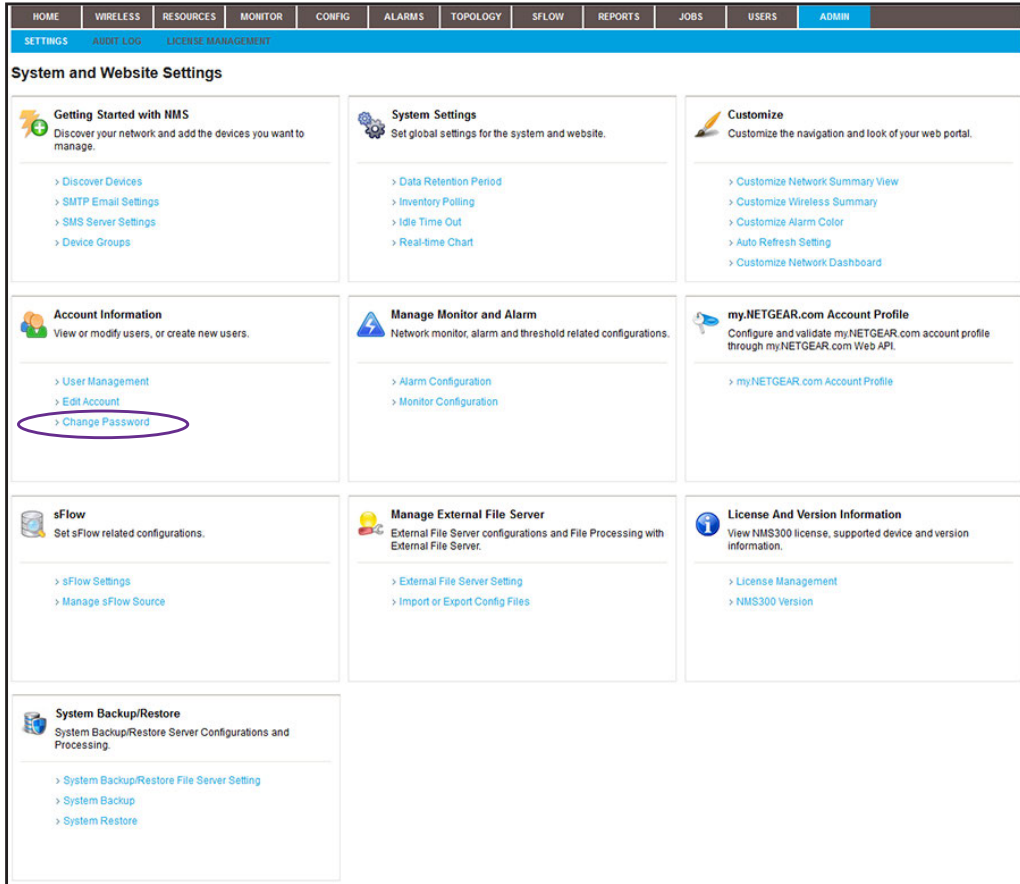 HOME WIRELESS RESOURCES MONITOR CONFIG ALARMS TOPOLOGY SFLOW REPORTS JOBS USERS ADMIN
SETTINGS AUDIT LOG LICENSE MANAGEMENT
System and Website Settings
Getting Started with NMS
Discover your network and add the devices you want to
manage.
> Discover Devices
> SMTP Email Settings
> SMS Server Settings
> Device Groups
System Settings
Set global settings for the system and website.
> Data Retention Period
> Inventory Polling
> Idle Time Out
> Real-time Chart
Customize
Customize the navigation and look of your web portal.
> Customize Network Summary View
> Customize Wireless Summary
> Customize Alarm Color
> Auto Refresh Setting
> Customize Network Dashboard
Account Information
View or modify users, or create new users.
> User Management
> Edit Account
> Change Password
Manage Monitor and Alarm
Network monitor, alarm and threshold related configurations.
> Alarm Configuration
> Monitor Configuration
my.NETGEAR.com Account Profile
Configure and validate my.NETGEAR.com account profile
through my.NETGEAR.com Web API.
> my.NETGEAR.com Account Profile
sFlow
Set sFlow related configurations.
> sFlow Settings
> Manage sFlow Source
Manage External File Server
External File Server configurations and File Processing with
External File Server.
> External File Server Setting
> Import or Export Config Files
License And Version Information
View NMS300 license, supported device and version
information.
> License Management
> NMS300 Version
System Backup/Restore
System Backup/Restore Server Configurations and
Processing.
> System Backup/Restore File Server Setting
> System Backup
> System Restore